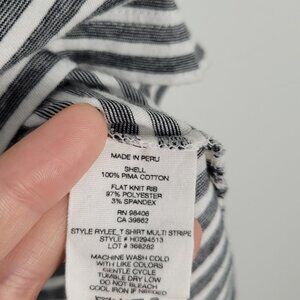 MADE IN PERU
SHELL
100% PIMA COTTON
FLAT KNIT RIB
97% POLYESTER
3% SPANDEX
RN 98406
CA 39862
STYLE RYLEE_T SHIRT MULTI STRIPE
STYLE # H0294513
LOT # 368282
MACHINE WASH COLD
WITH LIKE COLORS
GENTLE CYCLE
TUMBLE DRY LOW
DO NOT BLEACH
COOL IRON IF NEEDED